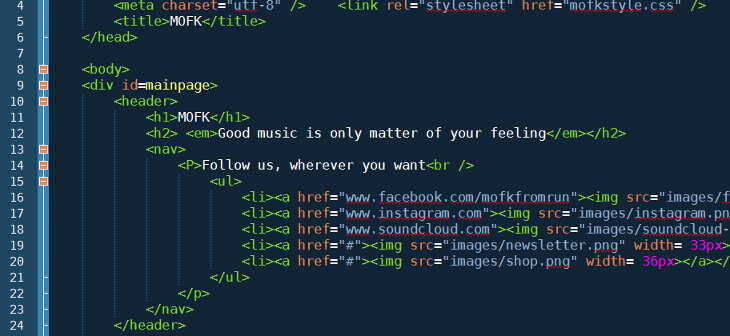 4 <meta charset="utf-8" /> <link rel="stylesheet" href="mofkstyle.css" />
5 <title>MOFK</title>
6 </head>
7
8 <body>
9 <div id=mainpage>
10 <header>
11 <h1>MOFK</h1>
12 <h2> <em>Good music is only matter of your feeling</em></h2>
13 <nav>
14 <P>Follow us, wherever you want<br />
15 <ul>
16 <li><a href="www.facebook.com/mofkfromrun"><img src="images/f
17 <li><a href="www.instagram.com"><img src="images/instagram.pn
18 <li><a href="www.soundcloud.com"><img src="images/soundcloud-
19 <li><a href="#"><img src="images/newsletter.png" width= 33px>
20 <li><a href="#"><img src="images/shop.png" width= 36px></a></
21 </ul>
22 </p>
23 </nav>
24 </header>